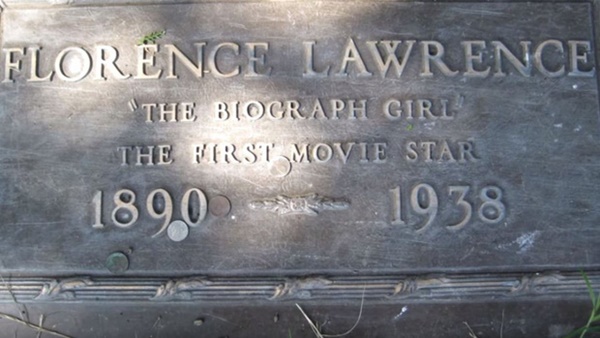 FLORENCE LAWRENCE
"THE BIOGRAPH GIRL"
THE FIRST MOVIE STAR
1890 1938